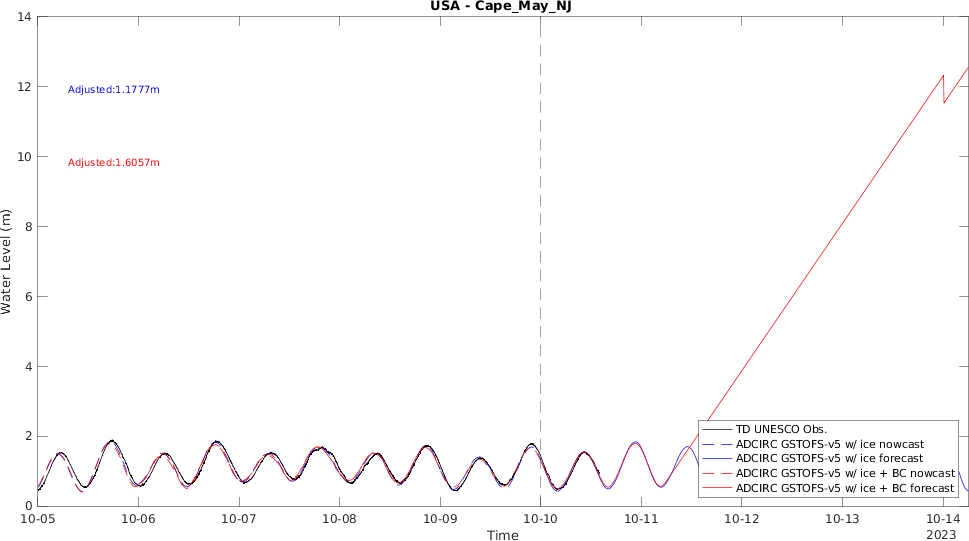 USA - Cape_May_NJ
14
12
10
8
6
4
2
0
Water Level (m)
Adjusted:1.1777m
Adjusted:1.6057m
TD UNESCO Obs.
ADCIRC GSTOFS-v5 w/ ice nowcast
ADCIRC GSTOFS-v5 w/ ice forecast
ADCIRC GSTOFS-v5 w/ ice + BC nowcast
ADCIRC GSTOFS-v5 w/ ice + BC forecast
10-05 10-06 10-07 10-08 10-09 10-10 10-11 10-12 10-13 10-14
2023
Time